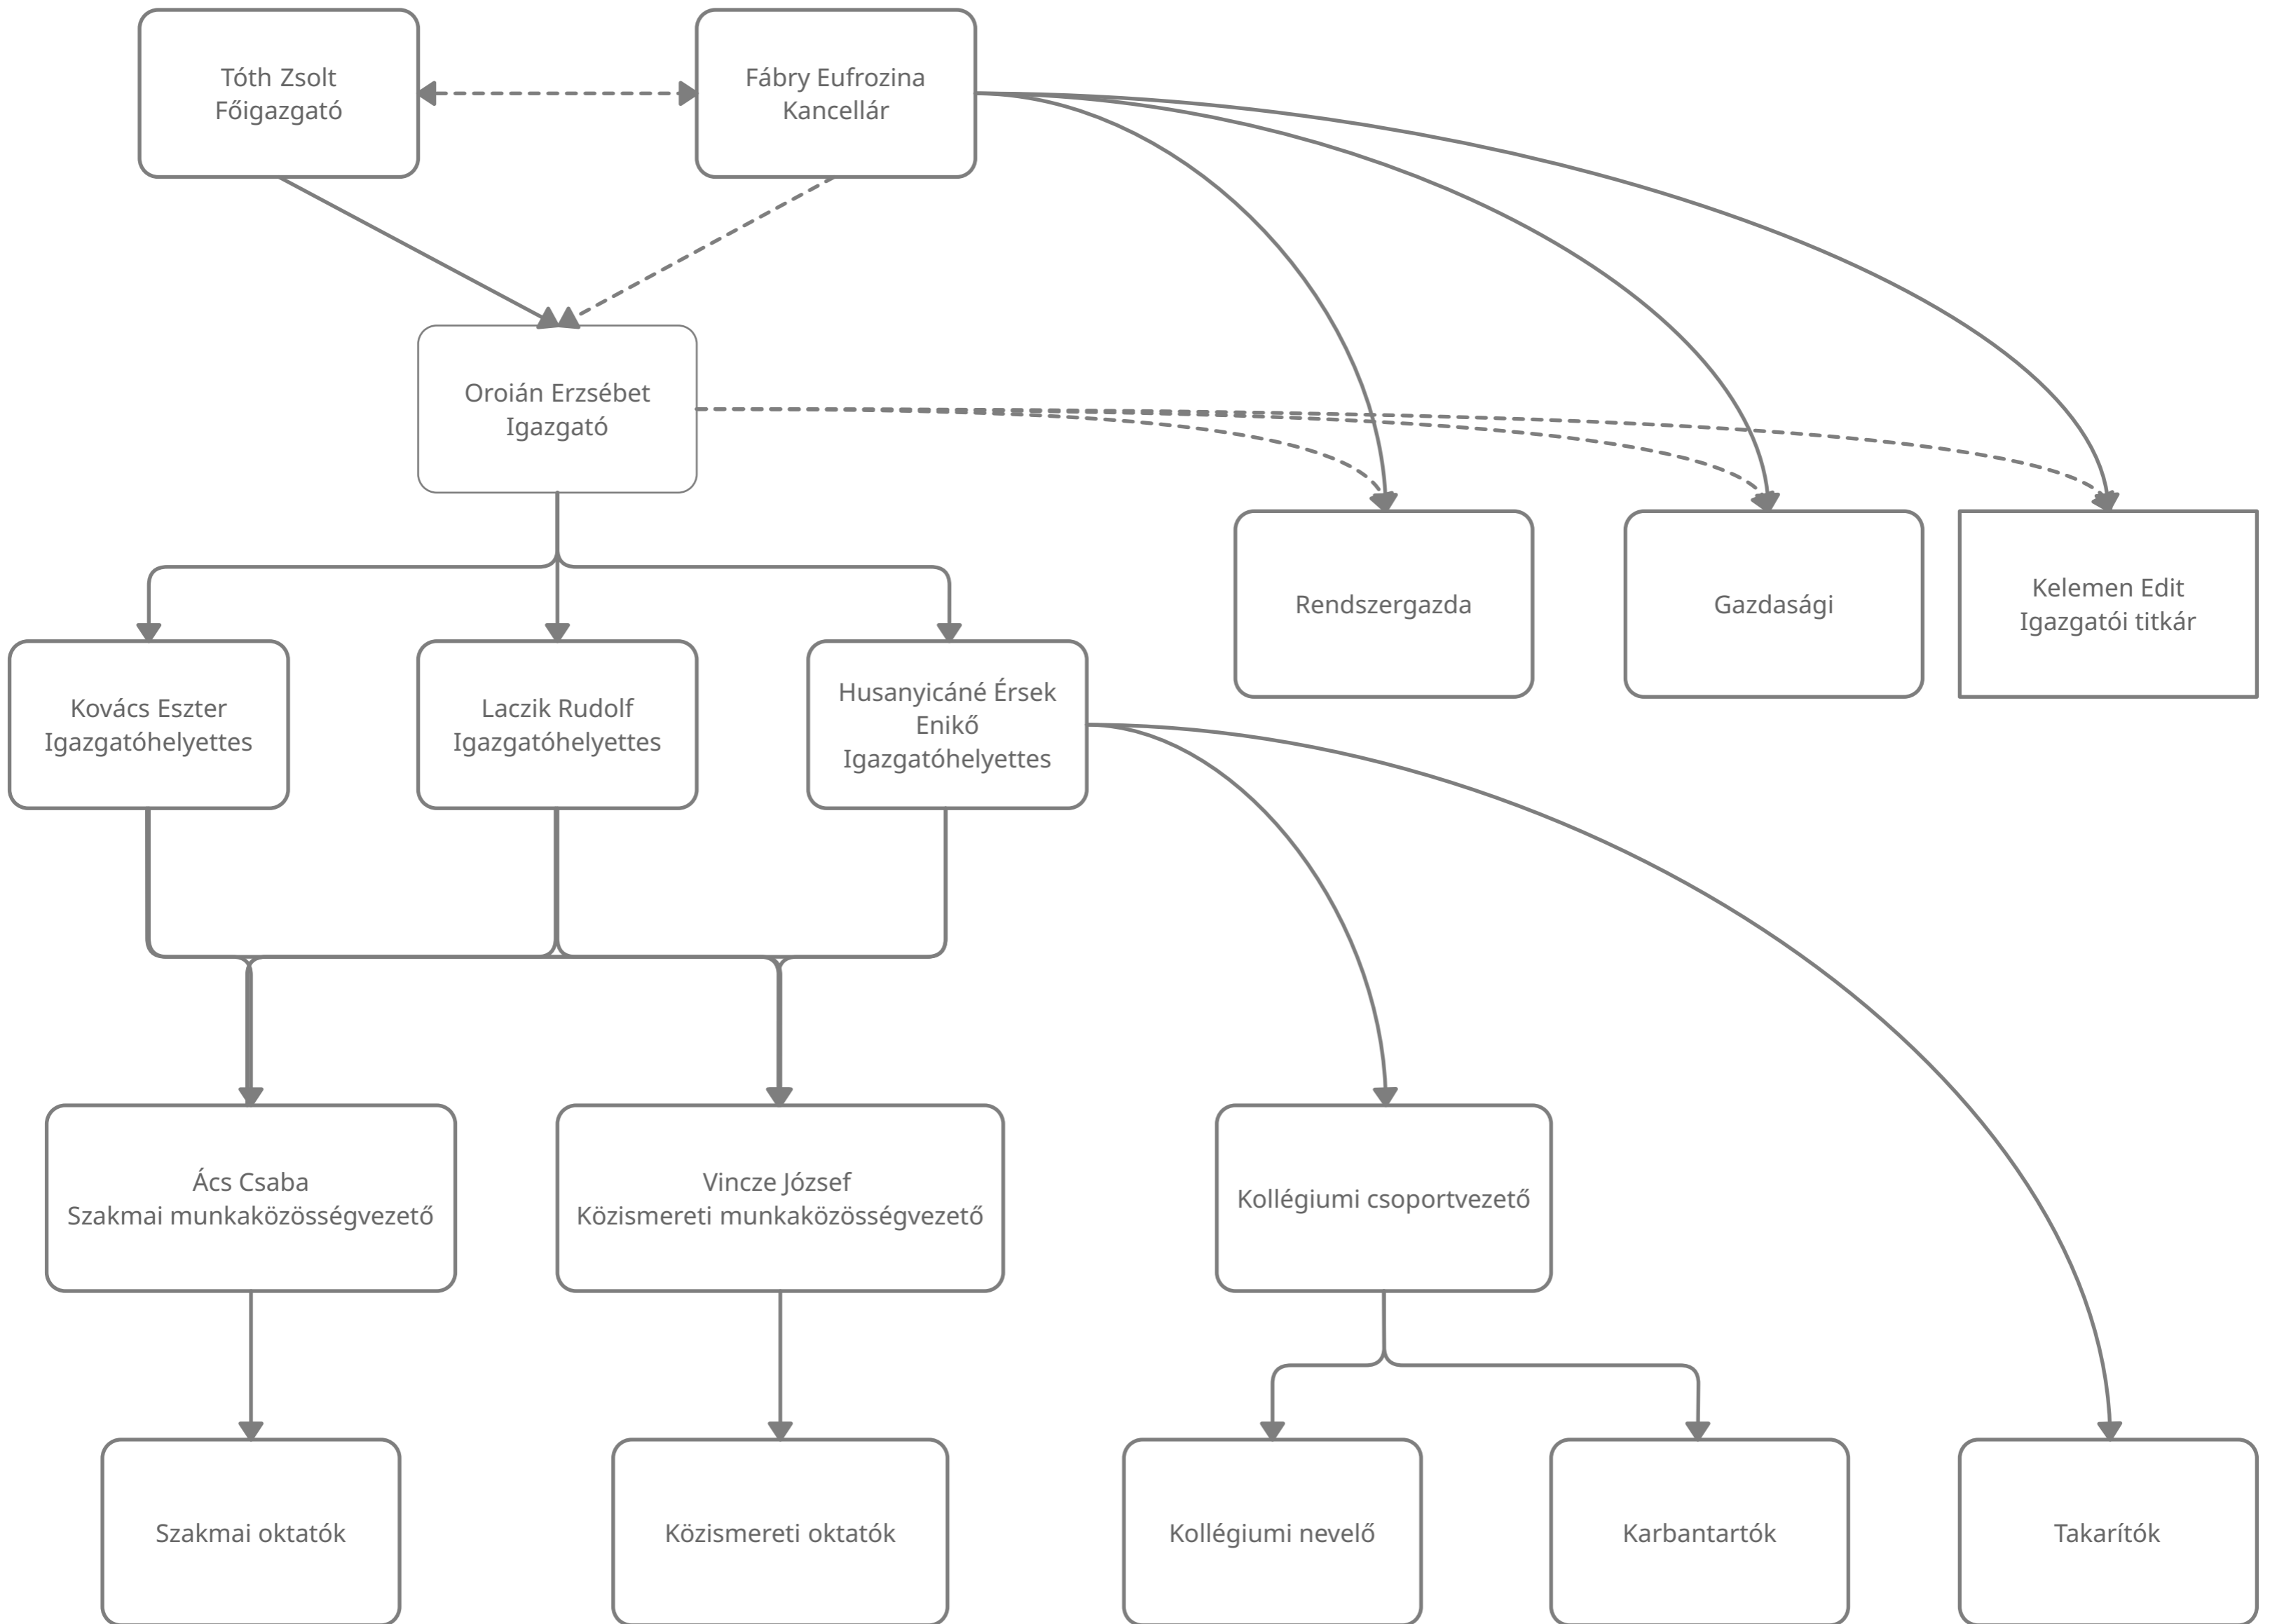 Tóth Zsolt
Főigazgató
Fábry Eufrozina
Kancellár
Oroián Erzsébet
Igazgató
Rendszergazda
Gazdasági
Kelemen Edit
Igazgatói titkár
Kovács Eszter
Igazgatóhelyettes
Laczik Rudolf
Igazgatóhelyettes
Husanyicáné Érsek
Enikő
Igazgatóhelyettes
Ács Csaba
Szakmai munkaközösségvezető
Vincze József
Közismereti munkaközösségvezető
Kollégiumi csoportvezető
Szakmai oktatók
Közismereti oktatók
Kollégiumi nevelő
Karbantartók
Takarítók